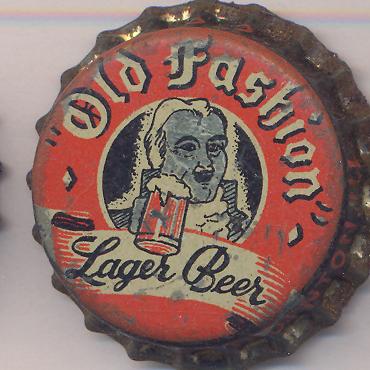 "Old Fashion"
Lager Beer